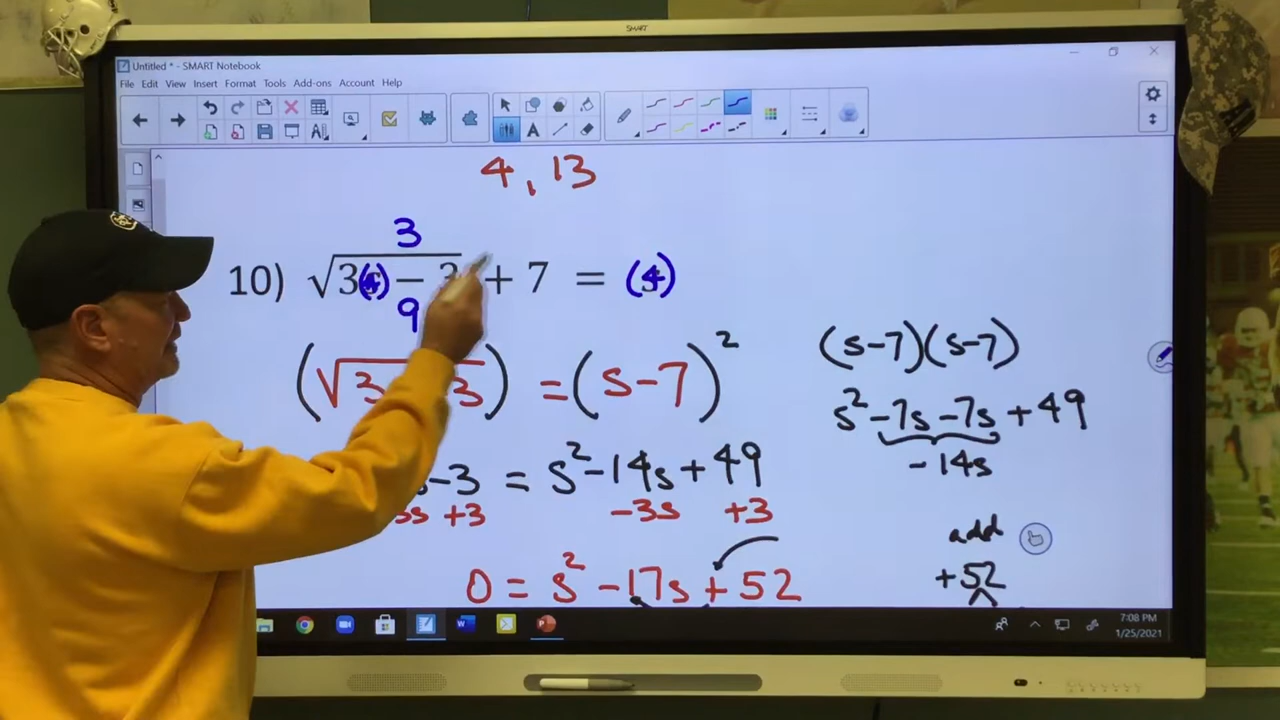 SMART
Untitled * - SMART Notebook
File Edit View Insert Format Tools Add-ons Account Help
4, 13
3
10) √3(4) − 3 + 7 = (4)
9
(√3 3) = (s-7)²
(s-7)(s-7)
s² -7s -7s + 49
-14s
s -3 = s² -14s + 49
3s +3 -3s +3
add
+52
0 = s² -17s + 52
7:08 PM
1/25/2021